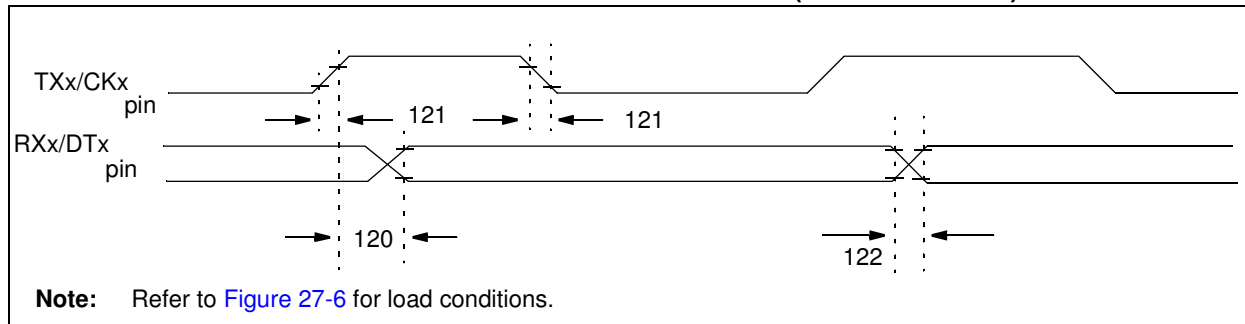 TXx/CKx
pin
121
121
RXx/DTx
pin
120
122
Note: Refer to Figure 27-6 for load conditions.